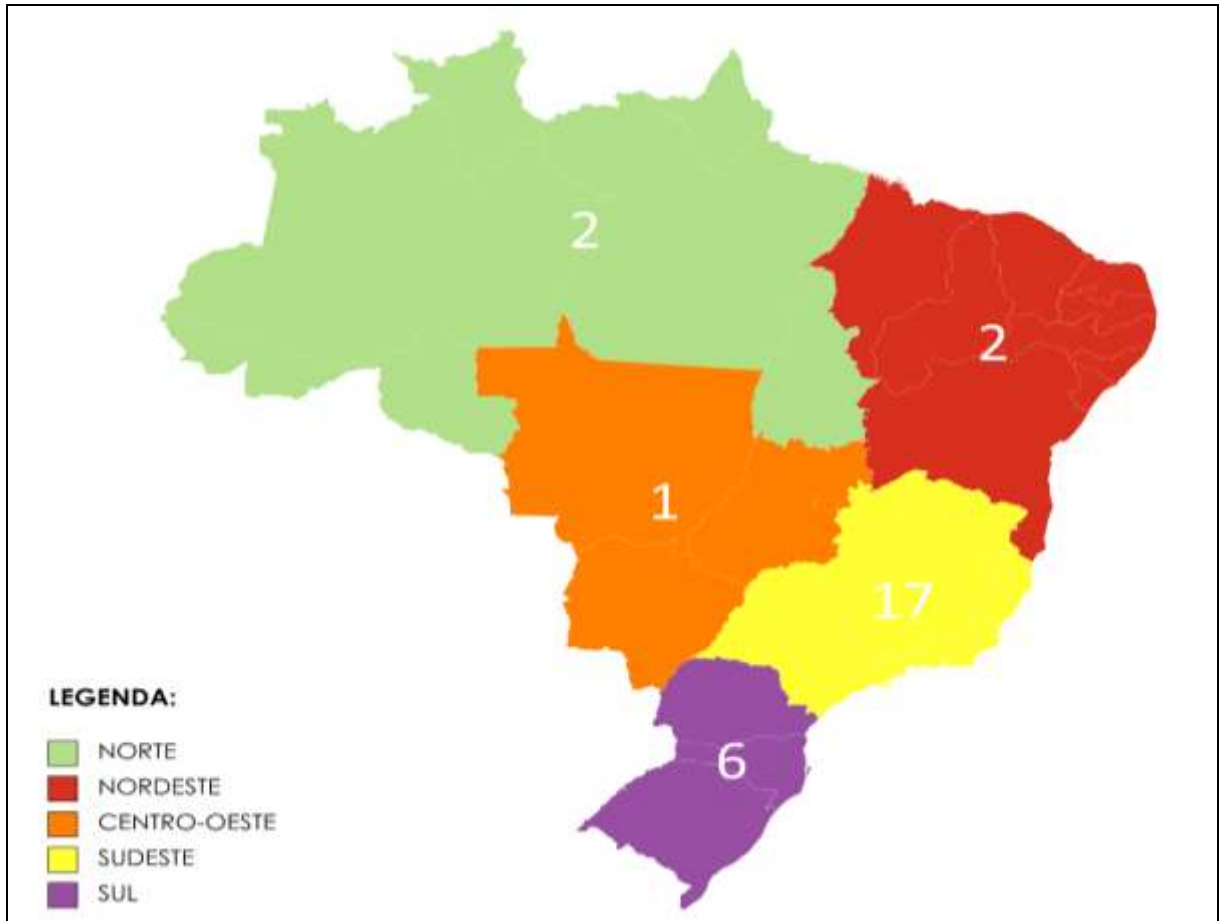 2
2
1
17
6
LEGENDA:
NORTE
NORDESTE
CENTRO-OESTE
SUDESTE
SUL